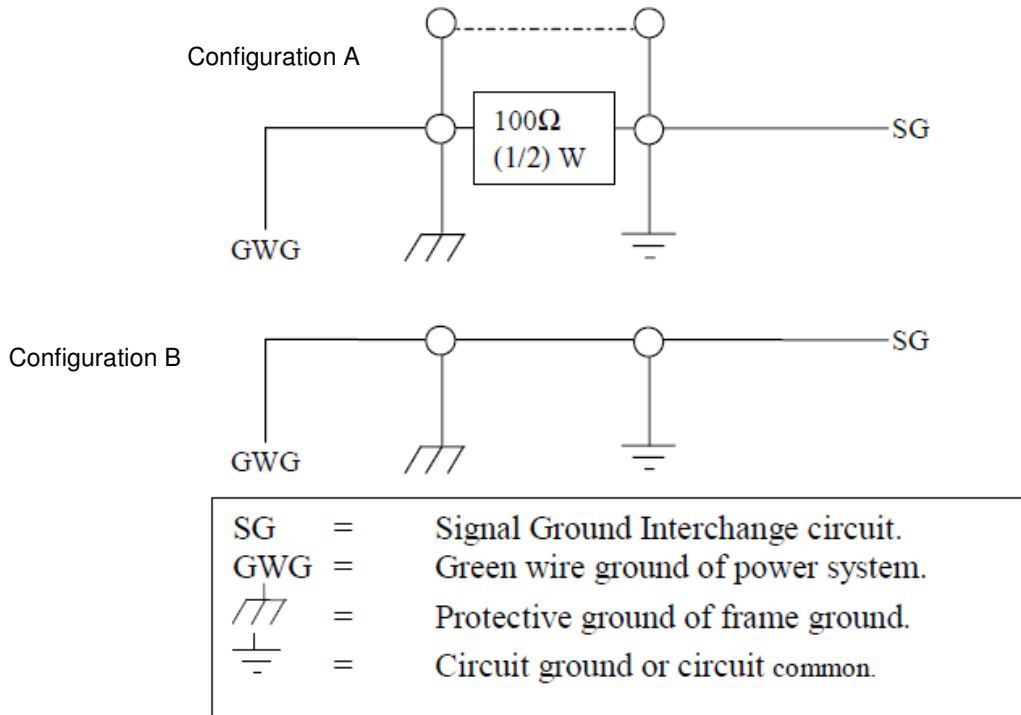 Configuration A
100Ω
(1/2) W
SG
GWG
Configuration B
SG
GWG
SG = Signal Ground Interchange circuit.
GWG = Green wire ground of power system.
= Protective ground of frame ground.
= Circuit ground or circuit common.